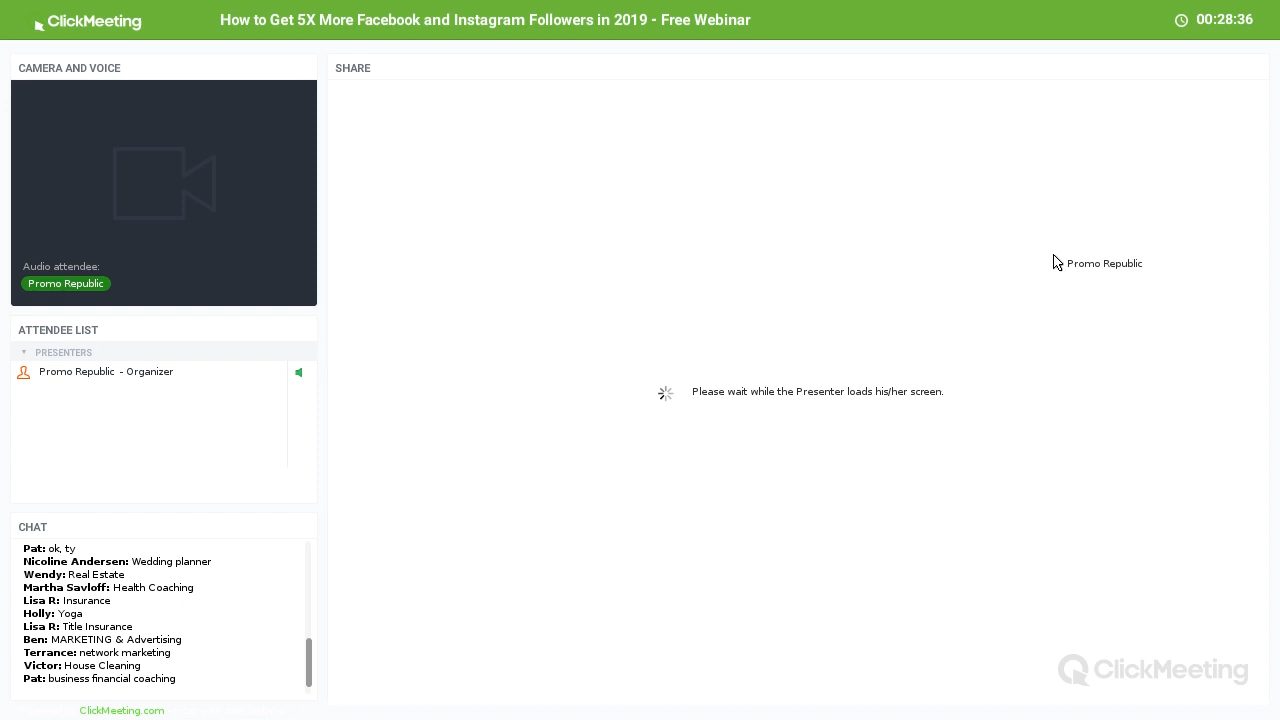 ClickMeeting
How to Get 5X More Facebook and Instagram Followers in 2019 - Free Webinar
00:28:36
CAMERA AND VOICE
Audio attendee:
Promo Republic
ATTENDEE LIST
PRESENTERS
Promo Republic - Organizer
CHAT
Pat: ok, ty
Nicoline Andersen: Wedding planner
Wendy: Real Estate
Martha Savloff: Health Coaching
Lisa R: Insurance
Holly: Yoga
Lisa R: Title Insurance
Ben: MARKETING & Advertising
Terrance: network marketing
Victor: House Cleaning
Pat: business financial coaching
ClickMeeting.com
SHARE
Promo Republic
Please wait while the Presenter loads his/her screen.
ClickMeeting